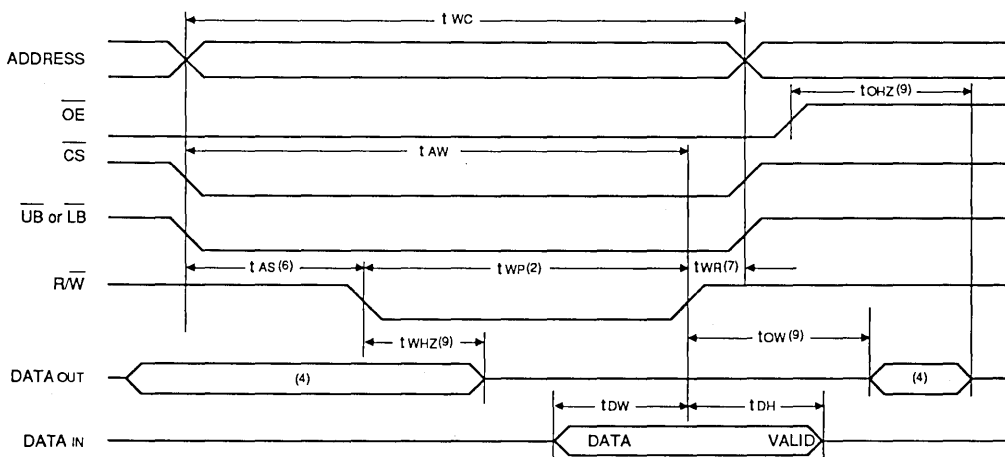 t WC
ADDRESS
t OHZ (9)
OE
t AW
CS
UB or LB
t AS (6) t WP (2) t WR (7)
R/W
t WHZ (9) t OW (9)
DATA OUT (4) (4)
t DW t DH
DATA IN DATA VALID